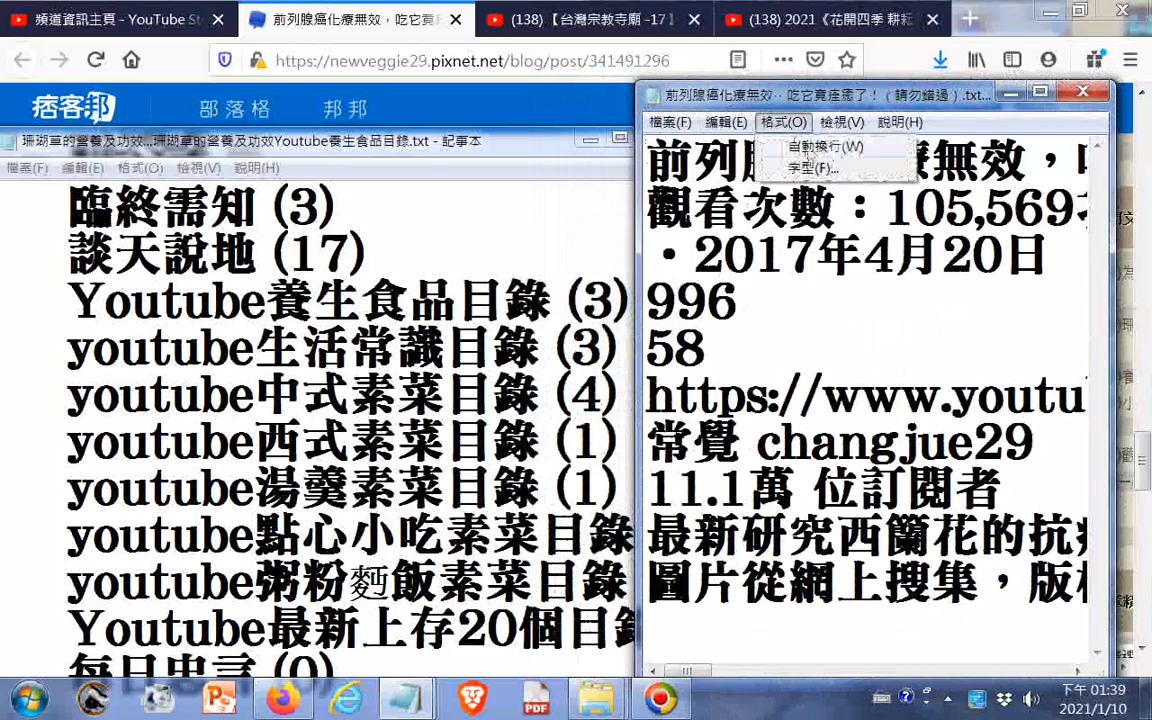 頻道資訊主頁 - YouTube St
前列腺癌化療無效，吃它竟
(138) 【台灣宗教寺廟 -17】
(138) 2021《花開四季 耕耘
https://newveggie29.pixnet.net/blog/post/341491296
痞客邦
部落格
邦邦
珊瑚草的營養及功效...珊瑚草的營養及功效Youtube養生食品目錄.txt - 記事本
檔案(F) 編輯(E) 格式(O) 檢視(V) 說明(H)
臨終需知 (3)
談天說地 (17)
Youtube養生食品目錄 (3)
youtube生活常識目錄 (3)
youtube中式素菜目錄 (4)
youtube西式素菜目錄 (1)
youtube湯羹素菜目錄 (1)
youtube點心小吃素菜目錄
youtube粥粉麪飯素菜目錄
Youtube最新上存20個目錄
每日忠言 (0)
前列腺癌化療無效‥吃它竟痊癒了！（請勿錯過）.txt...
檔案(F) 編輯(E) 格式(O) 檢視(V) 說明(H)
自動換行(W)
字型(F)...
前列 療無效，吃
觀看次數：105,569次
•2017年4月20日
996
58
https://www.youtu
常覺 changjue29
11.1萬 位訂閱者
最新研究西蘭花的抗癌
圖片從網上搜集，版權
PDF
下午 01:39
2021/1/10